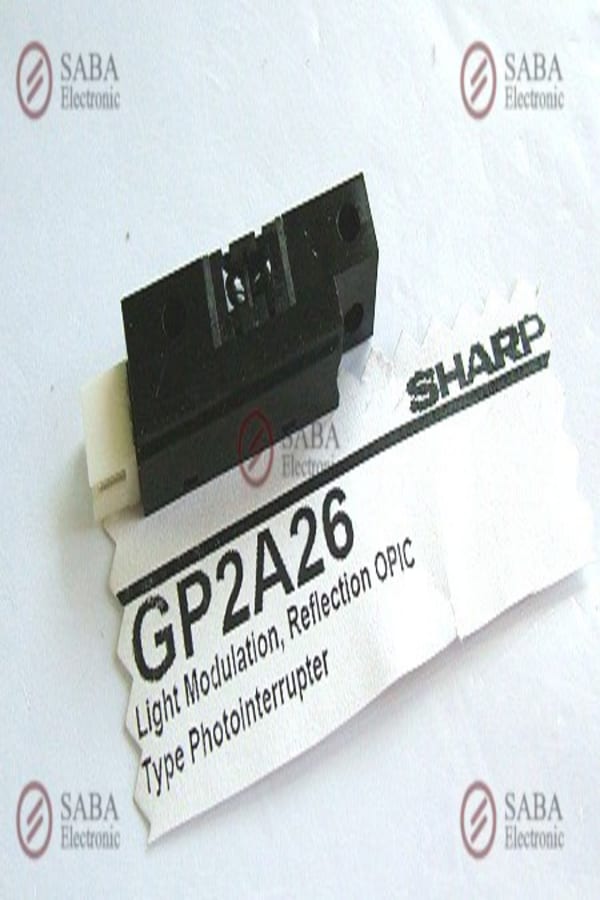 SABA
Electronic
SABA
Electronic
SHARP
SABA
Electronic
GP2A26
Light Modulation, Reflection OPIC
Type Photointerrupter
SABA
Electronic
SABA
Electronic